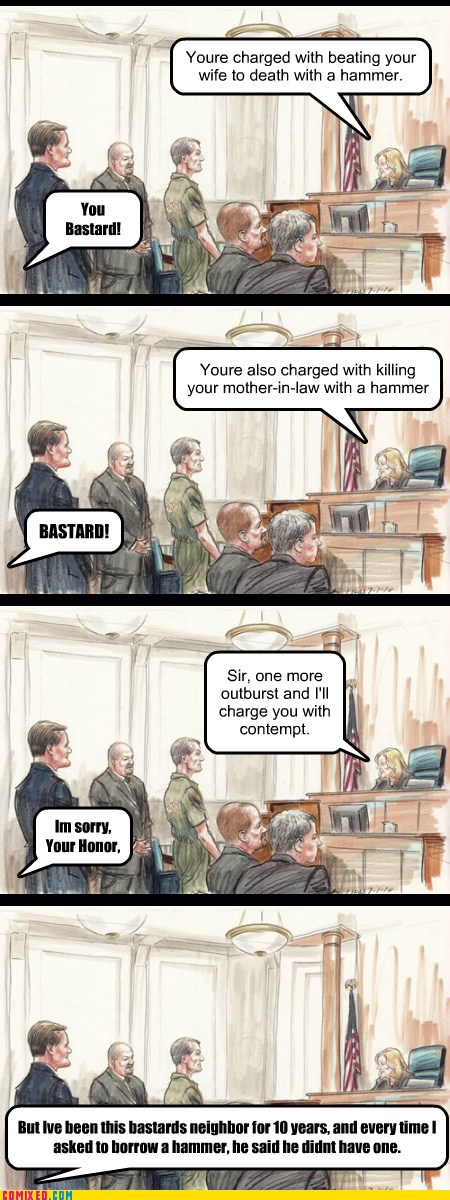 Youre charged with beating your
wife to death with a hammer.
You
Bastard!
Youre also charged with killing
your mother-in-law with a hammer
BASTARD!
Sir, one more
outburst and I'll
charge you with
contempt.
Im sorry,
Your Honor,
But Ive been this bastards neighbor for 10 years, and every time I
asked to borrow a hammer, he said he didnt have one.
COMIXED.COM